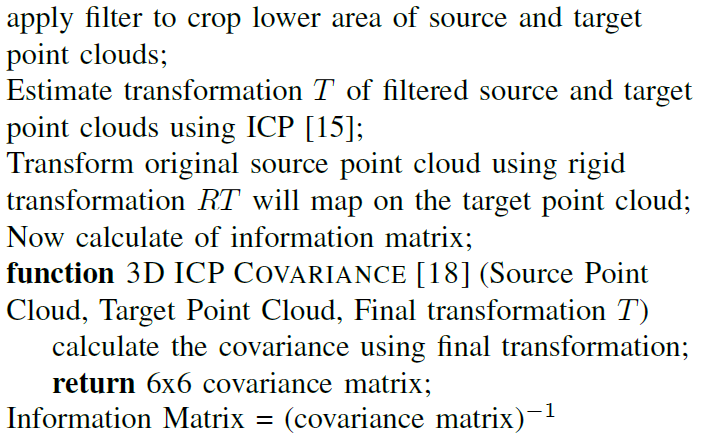 apply filter to crop lower area of source and target
point clouds;
Estimate transformation T of filtered source and target
point clouds using ICP [15];
Transform original source point cloud using rigid
transformation RT will map on the target point cloud;
Now calculate of information matrix;
function 3D ICP COVARIANCE [18] (Source Point
Cloud, Target Point Cloud, Final transformation T)
calculate the covariance using final transformation;
return 6x6 covariance matrix;
Information Matrix = (covariance matrix)⁻¹